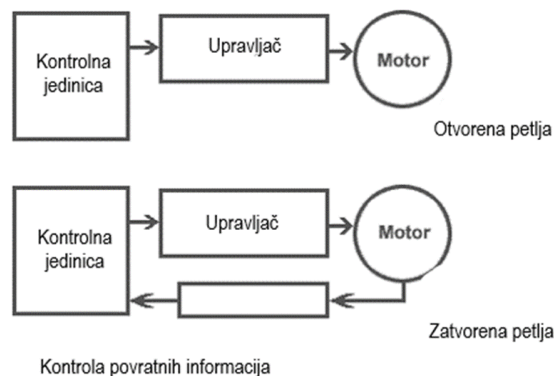 Kontrolna
jedinica
Upravljač
Motor
Otvorena petlja
Kontrolna
jedinica
Upravljač
Motor
Zatvorena petlja
Kontrola povratnih informacija